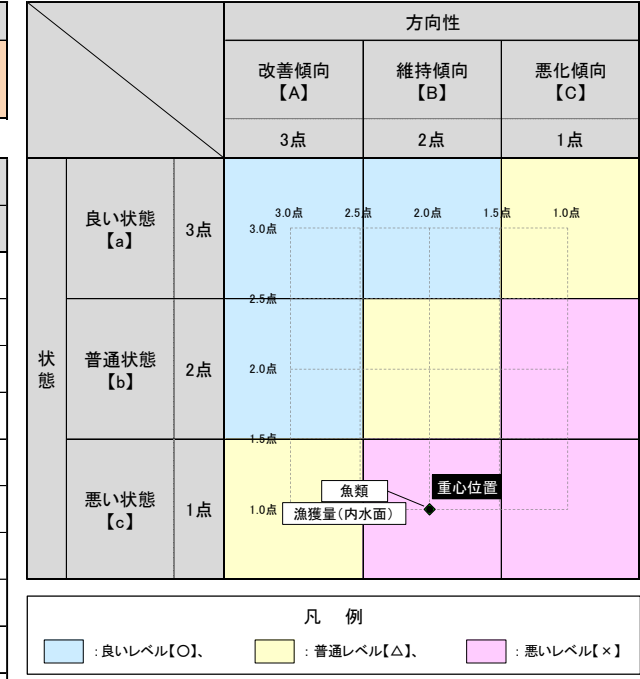 方向性
改善傾向
【A】
維持傾向
【B】
悪化傾向
【C】
3点
2点
1点
状態
良い状態
【a】
3点
普通状態
【b】
2点
悪い状態
【c】
1点
3.0点
2.5点
2.0点
1.5点
1.0点
3.0点
2.5点
2.0点
1.5点
1.0点
魚類
漁獲量(内水面)
重心位置
凡 例
：良いレベル【○】、
：普通レベル【△】、
：悪いレベル【×】